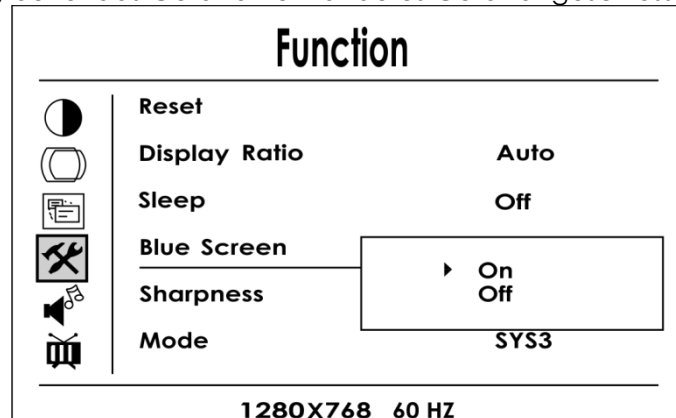 Function
Reset
Display Ratio Auto
Sleep Off
Blue Screen
On
Off
Sharpness
Mode SYS3
1280X768 60 HZ